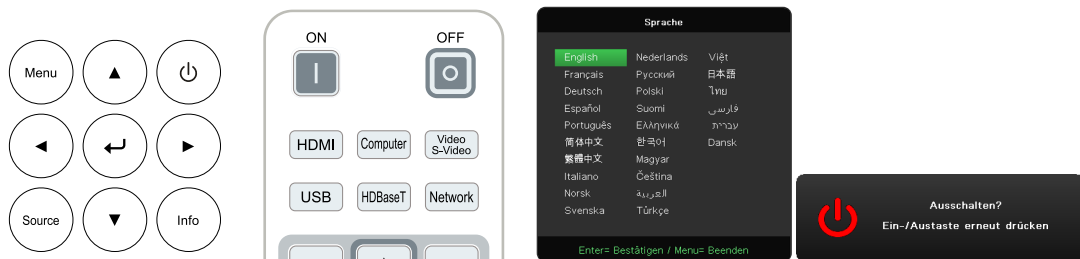 Menu
Source
Info
ON
OFF
HDMI
Computer
Video
S-Video
USB
HDBaseT
Network
Sprache
English
Français
Deutsch
Español
Português
简体中文
繁體中文
Italiano
Norsk
Svenska
Nederlands
Русский
Polski
Suomi
Ελληνικά
한국어
Magyar
Čeština
العربية
Türkçe
Việt
日本語
ไทย
فارسی
עברית
Dansk
Enter= Bestätigen / Menu= Beenden
Ausschalten?
Ein-/Austaste erneut drücken